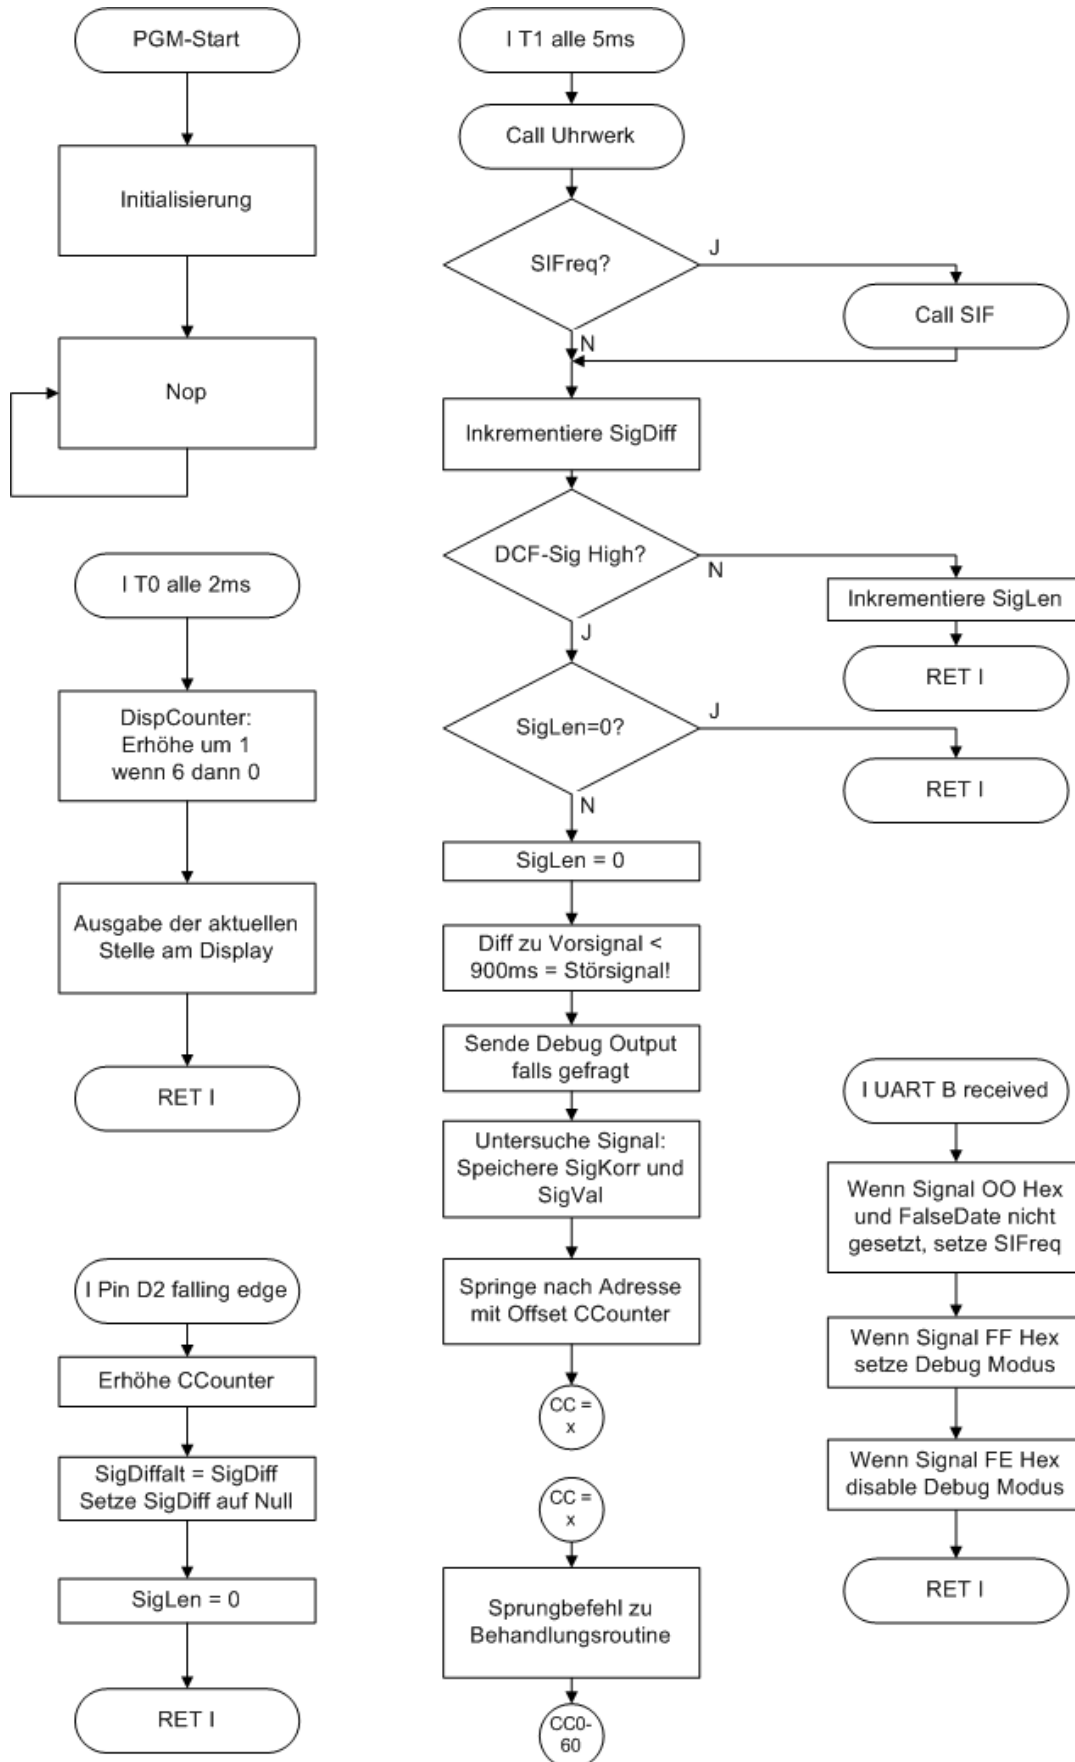 PGM-Start
Initialisierung
Nop
I T0 alle 2ms
DispCounter:
Erhöhe um 1
wenn 6 dann 0
Ausgabe der aktuellen
Stelle am Display
RET I
I Pin D2 falling edge
Erhöhe CCounter
SigDiffalt = SigDiff
Setze SigDiff auf Null
SigLen = 0
RET I
I T1 alle 5ms
Call Uhrwerk
SIFreq?
J
Call SIF
N
Inkrementiere SigDiff
DCF-Sig High?
N
Inkrementiere SigLen
RET I
J
SigLen=0?
J
RET I
N
SigLen = 0
Diff zu Vorsignal <
900ms = Störsignal!
Sende Debug Output
falls gefragt
Untersuche Signal:
Speichere SigKorr und
SigVal
Springe nach Adresse
mit Offset CCounter
CC =
x
CC =
x
Sprungbefehl zu
Behandlungsroutine
CC0-
60
I UART B received
Wenn Signal OO Hex
und FalseDate nicht
gesetzt, setze SIFreq
Wenn Signal FF Hex
setze Debug Modus
Wenn Signal FE Hex
disable Debug Modus
RET I